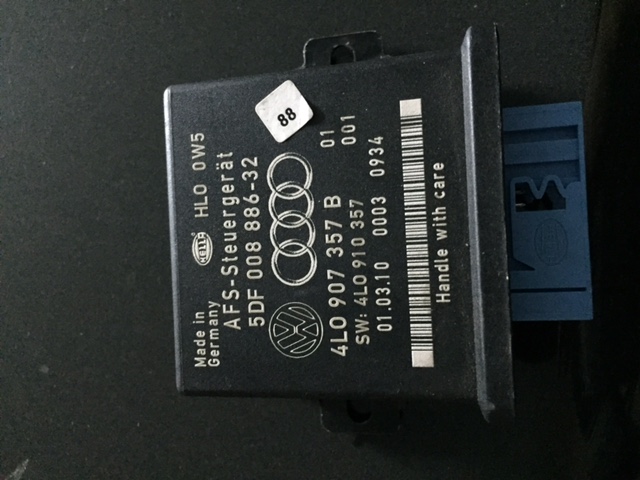 Made in
Germany
HELLA
HLO 0W5
AFS-Steuergerät
5DF 008 886-32
88
4L0 907 357 B
01
SW: 4L0 910 357
001
01.03.10 0003 0934
Handle with care